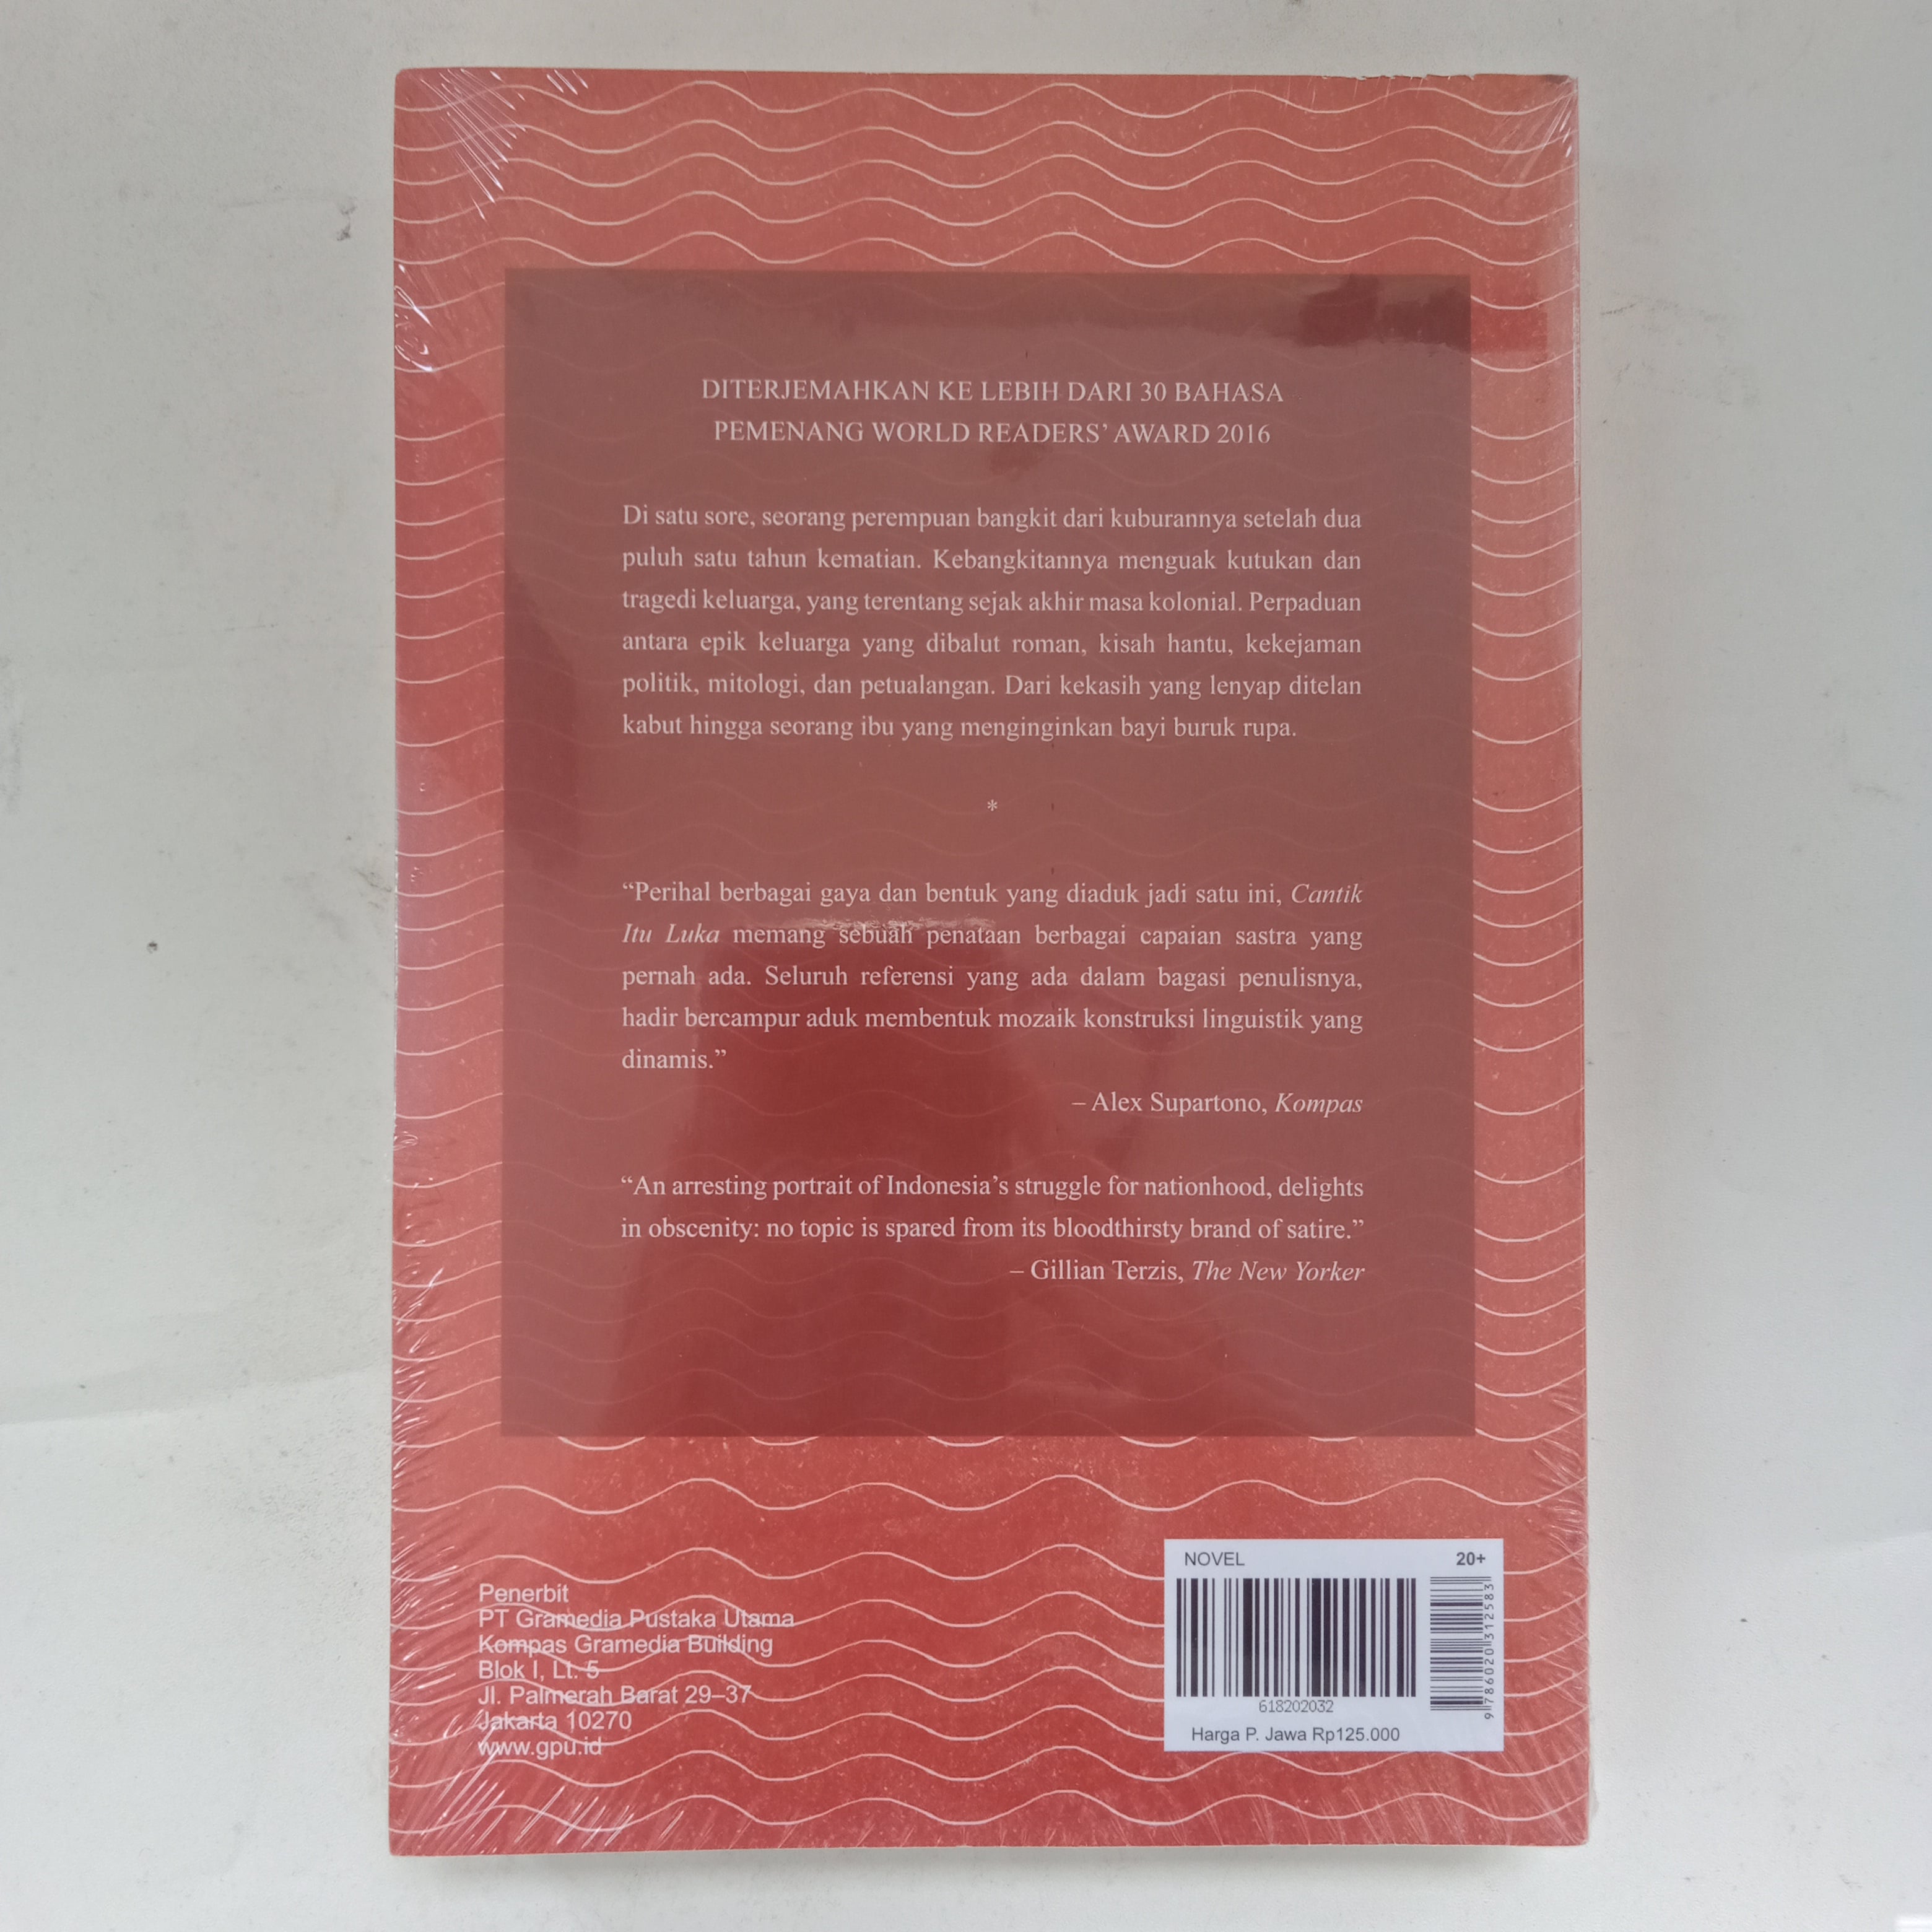 DITERJEMAHKAN KE LEBIH DARI 30 BAHASA
PEMENANG WORLD READERS’ AWARD 2016
Di satu sore, seorang perempuan bangkit dari kuburannya setelah dua
puluh satu tahun kematian. Kebangkitannya menguak kutukan dan
tragedi keluarga, yang terentang sejak akhir masa kolonial. Perpaduan
antara epik keluarga yang dibalut roman, kisah hantu, kekejaman
politik, mitologi, dan petualangan. Dari kekasih yang lenyap ditelan
kabut hingga seorang ibu yang menginginkan bayi buruk rupa.
*
“Perihal berbagai gaya dan bentuk yang diaduk jadi satu ini, Cantik
Itu Luka memang sebuah penataan berbagai capaian sastra yang
pernah ada. Seluruh referensi yang ada dalam bagasi penulisnya,
hadir bercampur aduk membentuk mozaik konstruksi linguistik yang
dinamis.”
– Alex Supartono, Kompas
“An arresting portrait of Indonesia’s struggle for nationhood, delights
in obscenity: no topic is spared from its bloodthirsty brand of satire.”
– Gillian Terzis, The New Yorker
Penerbit
PT Gramedia Pustaka Utama
Kompas Gramedia Building
Blok I, Lt. 5
Jl. Palmerah Barat 29–37
Jakarta 10270
www.gpu.id
NOVEL 20+
618202032
9786020312583
Harga P. Jawa Rp125.000